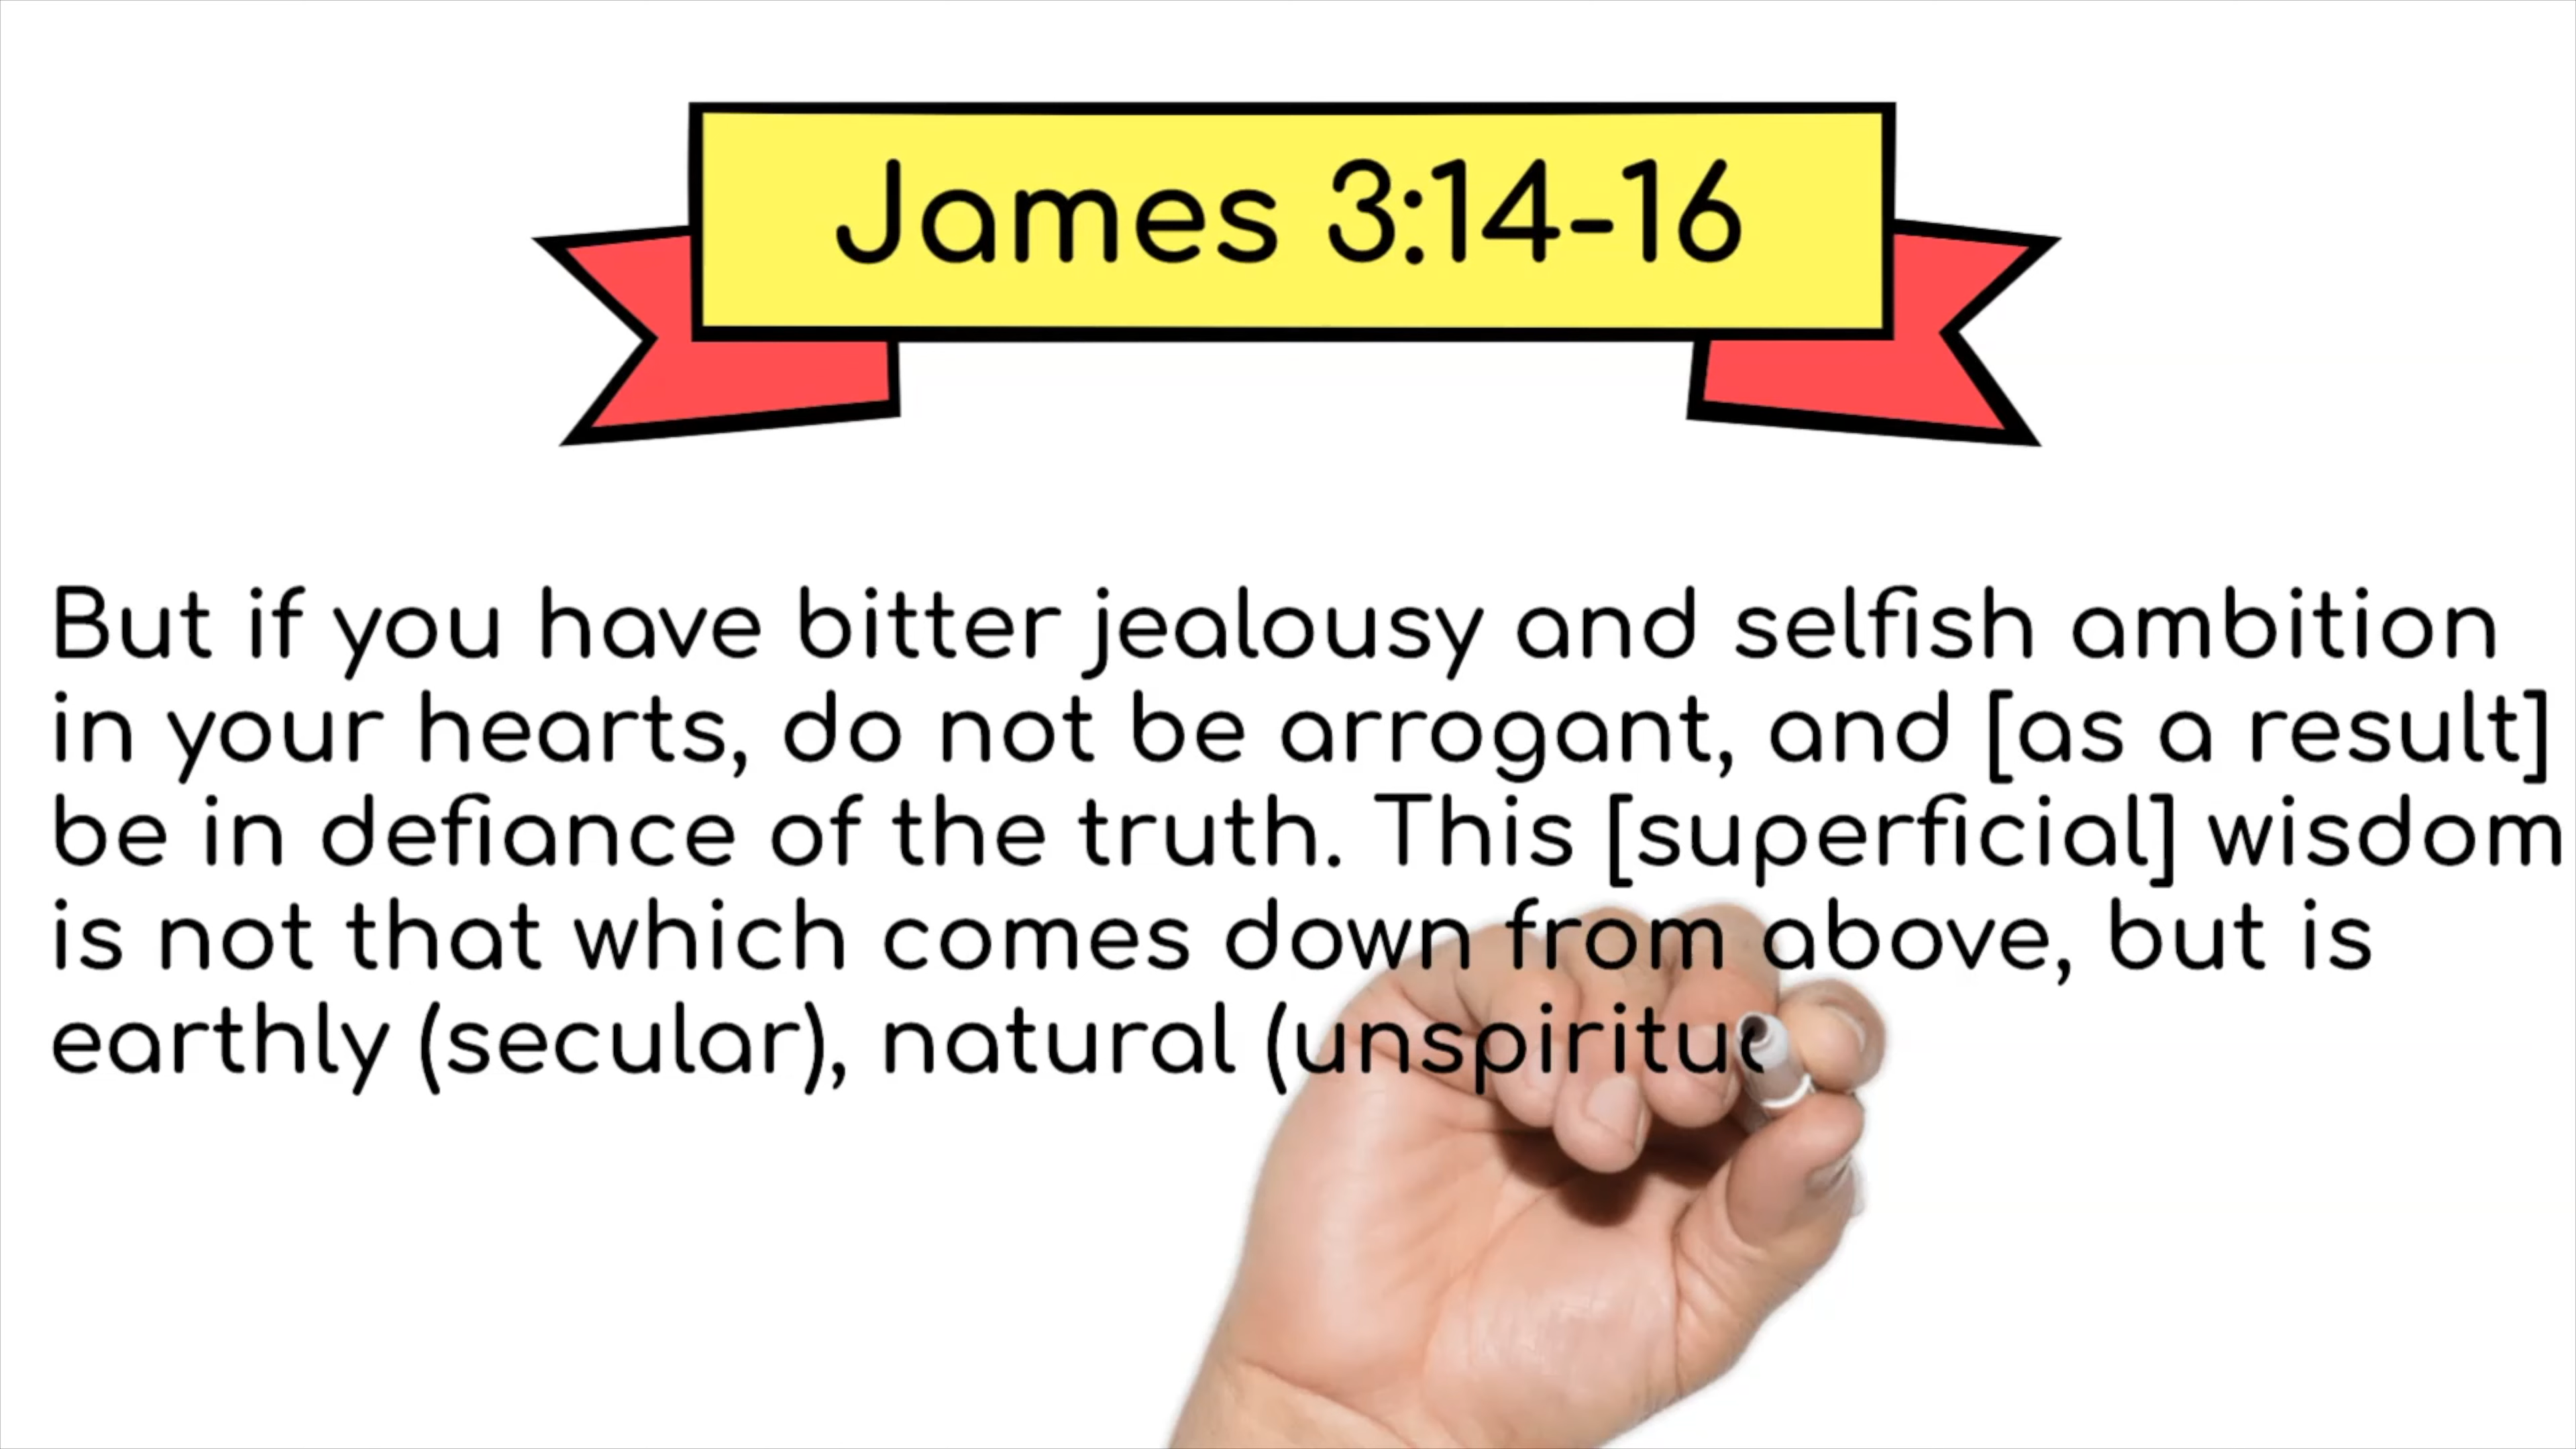 James 3:14-16
But if you have bitter jealousy and selfish ambition
in your hearts, do not be arrogant, and [as a result]
be in defiance of the truth. This [superficial] wisdom
is not that which comes down from above, but is
earthly (secular), natural (unspiritu